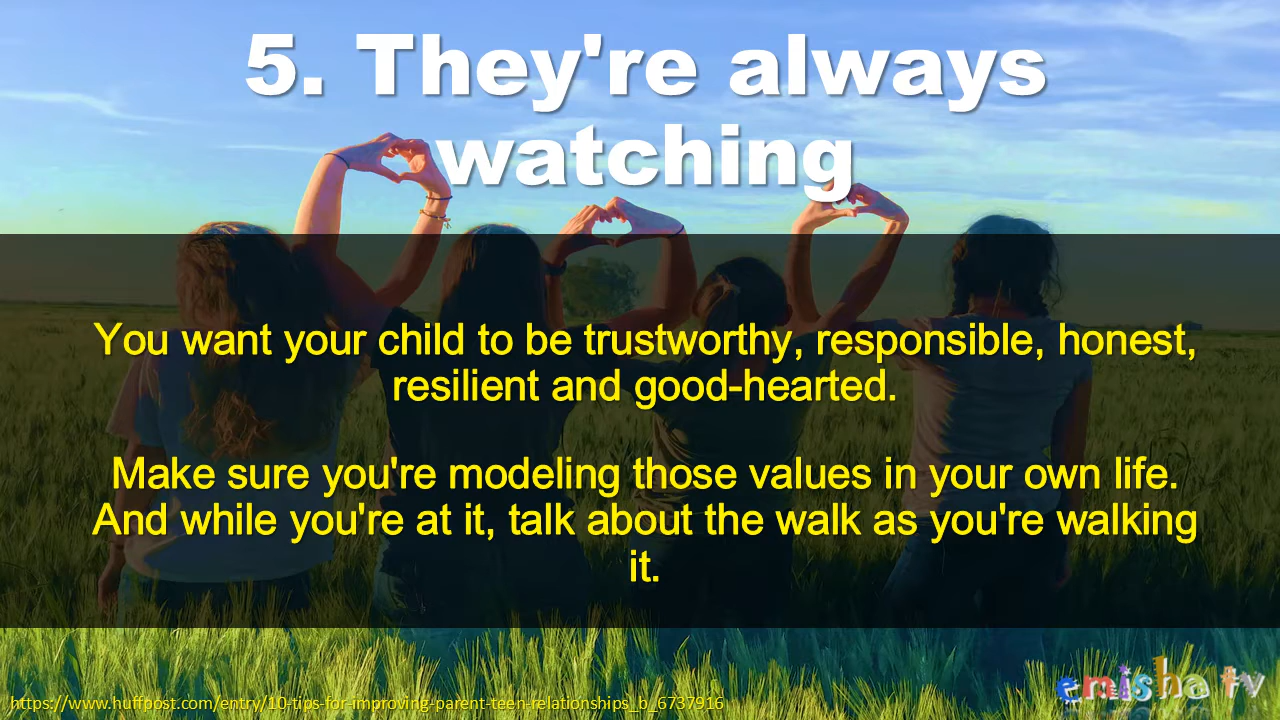 5. They're always
watching
You want your child to be trustworthy, responsible, honest,
resilient and good-hearted.
Make sure you're modeling those values in your own life.
And while you're at it, talk about the walk as you're walking
it.
https://www.huffpost.com/entry/10-tips-for-improving-parent-teen-relationships_b_6737916
emisha tv